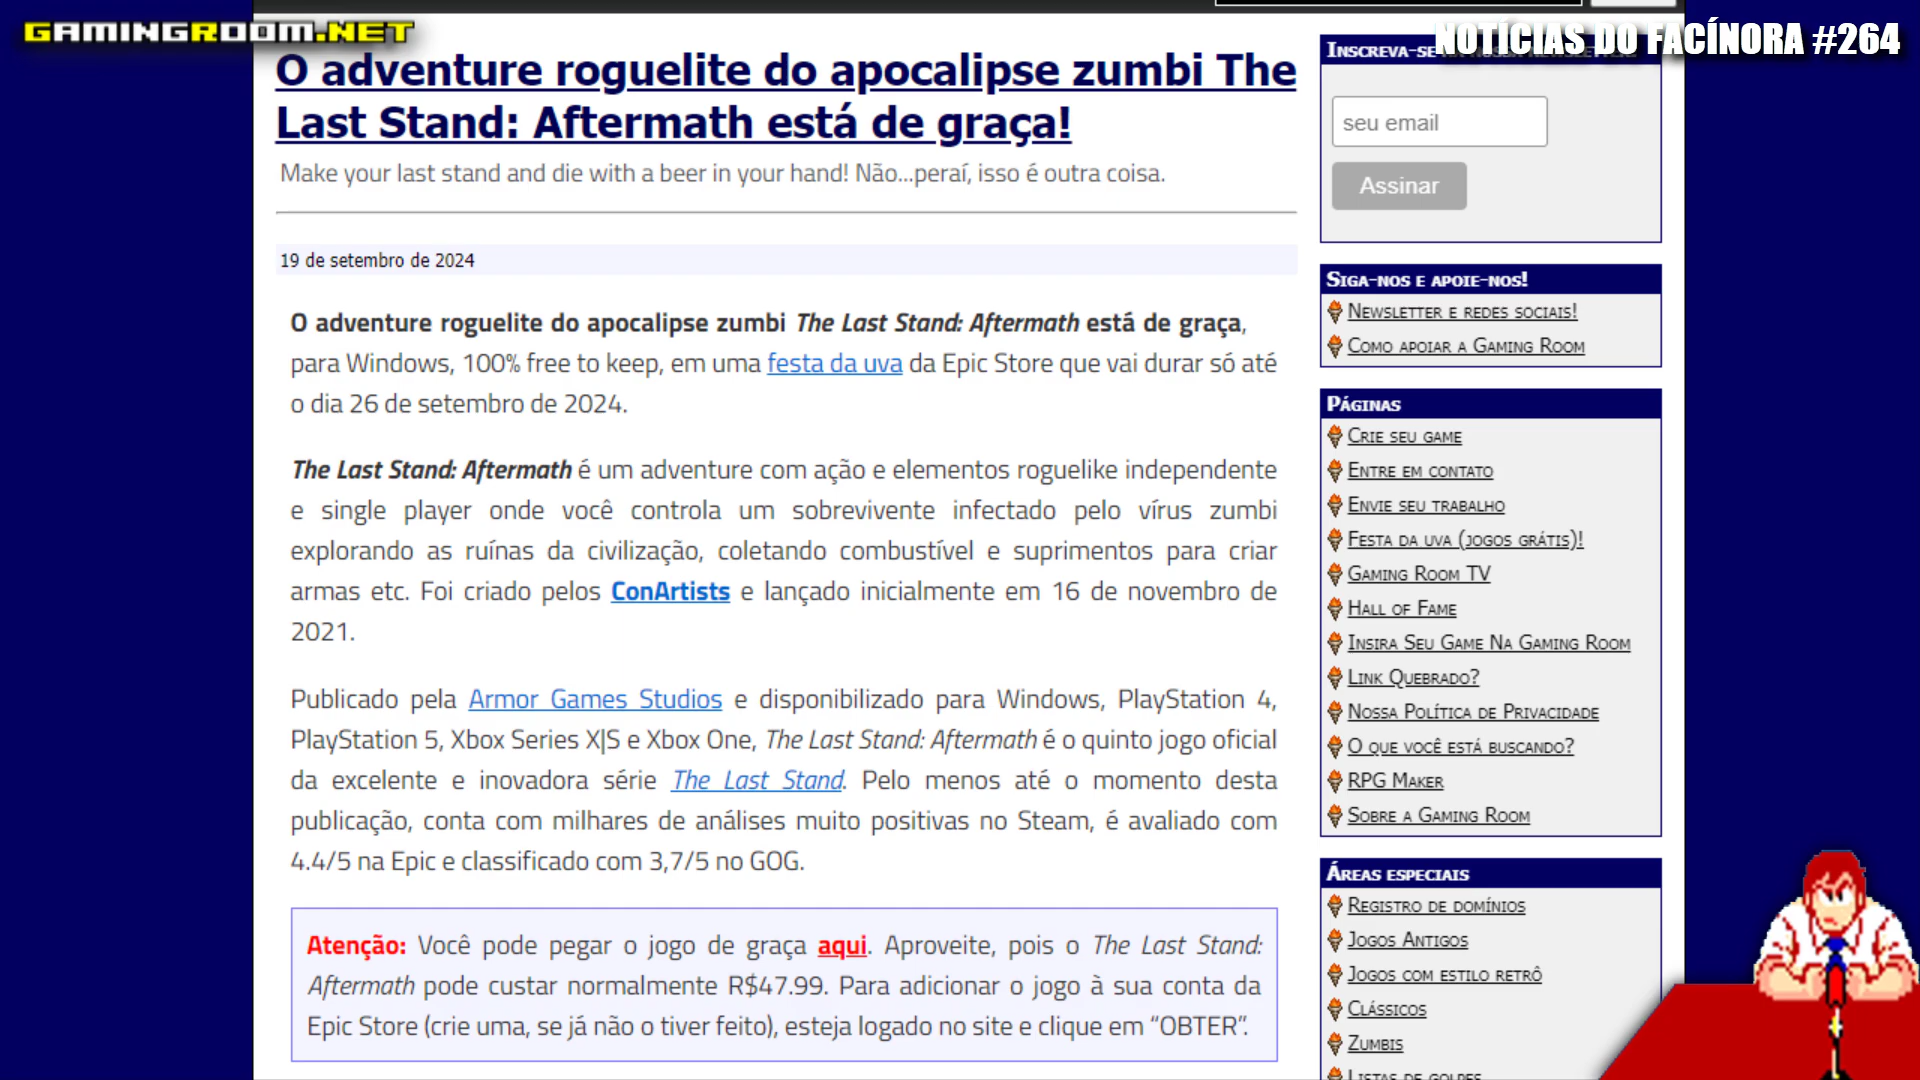 GAMINGROOM.NET
NOTÍCIAS DO FACÍNORA #264
O adventure roguelite do apocalipse zumbi The
Last Stand: Aftermath está de graça!
Make your last stand and die with a beer in your hand! Não...peraí, isso é outra coisa.
19 de setembro de 2024
O adventure roguelite do apocalipse zumbi The Last Stand: Aftermath está de graça,
para Windows, 100% free to keep, em uma festa da uva da Epic Store que vai durar só até
o dia 26 de setembro de 2024.
The Last Stand: Aftermath é um adventure com ação e elementos roguelike independente
e single player onde você controla um sobrevivente infectado pelo vírus zumbi
explorando as ruínas da civilização, coletando combustível e suprimentos para criar
armas etc. Foi criado pelos ConArtists e lançado inicialmente em 16 de novembro de
2021.
Publicado pela Armor Games Studios e disponibilizado para Windows, PlayStation 4,
PlayStation 5, Xbox Series X|S e Xbox One, The Last Stand: Aftermath é o quinto jogo oficial
da excelente e inovadora série The Last Stand. Pelo menos até o momento desta
publicação, conta com milhares de análises muito positivas no Steam, é avaliado com
4.4/5 na Epic e classificado com 3,7/5 no GOG.
Atenção: Você pode pegar o jogo de graça aqui. Aproveite, pois o The Last Stand:
Aftermath pode custar normalmente R$47.99. Para adicionar o jogo à sua conta da
Epic Store (crie uma, se já não o tiver feito), esteja logado no site e clique em “OBTER”.
Inscreva-se
seu email
Assinar
Siga-nos e apoie-nos!
Newsletter e redes sociais!
Como apoiar a Gaming Room
Páginas
Crie seu game
Entre em contato
Envie seu trabalho
Festa da uva (jogos grátis)!
Gaming Room TV
Hall of Fame
Insira Seu Game Na Gaming Room
Link Quebrado?
Nossa Política de Privacidade
O que você está buscando?
RPG Maker
Sobre a Gaming Room
Áreas especiais
Registro de domínios
Jogos Antigos
Jogos com estilo retrô
Clássicos
Zumbis
Listas de golpes